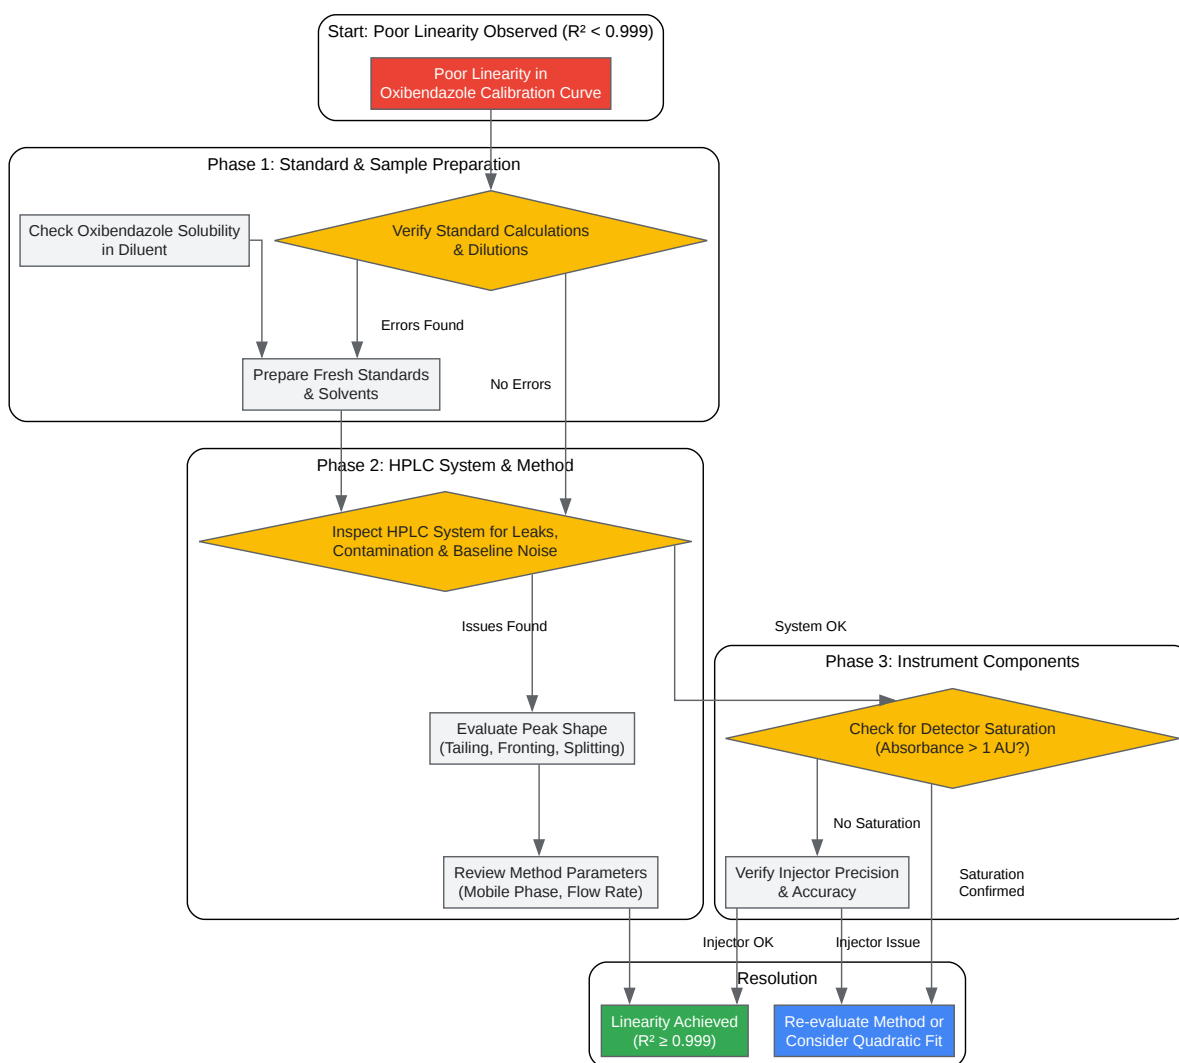 Start: Poor Linearity Observed (R² < 0.999)
Poor Linearity in
Oxibendazole Calibration Curve
Phase 1: Standard & Sample Preparation
Check Oxibendazole Solubility
in Diluent
Verify Standard Calculations
& Dilutions
Errors Found
Prepare Fresh Standards
& Solvents
No Errors
Phase 2: HPLC System & Method
Inspect HPLC System for Leaks,
Contamination & Baseline Noise
Issues Found
System OK
Phase 3: Instrument Components
Evaluate Peak Shape
(Tailing, Fronting, Splitting)
Check for Detector Saturation
(Absorbance > 1 AU?)
No Saturation
Review Method Parameters
(Mobile Phase, Flow Rate)
Verify Injector Precision
& Accuracy
Saturation
Confirmed
Injector OK
Injector Issue
Resolution
Linearity Achieved
(R² ≥ 0.999)
Re-evaluate Method or
Consider Quadratic Fit